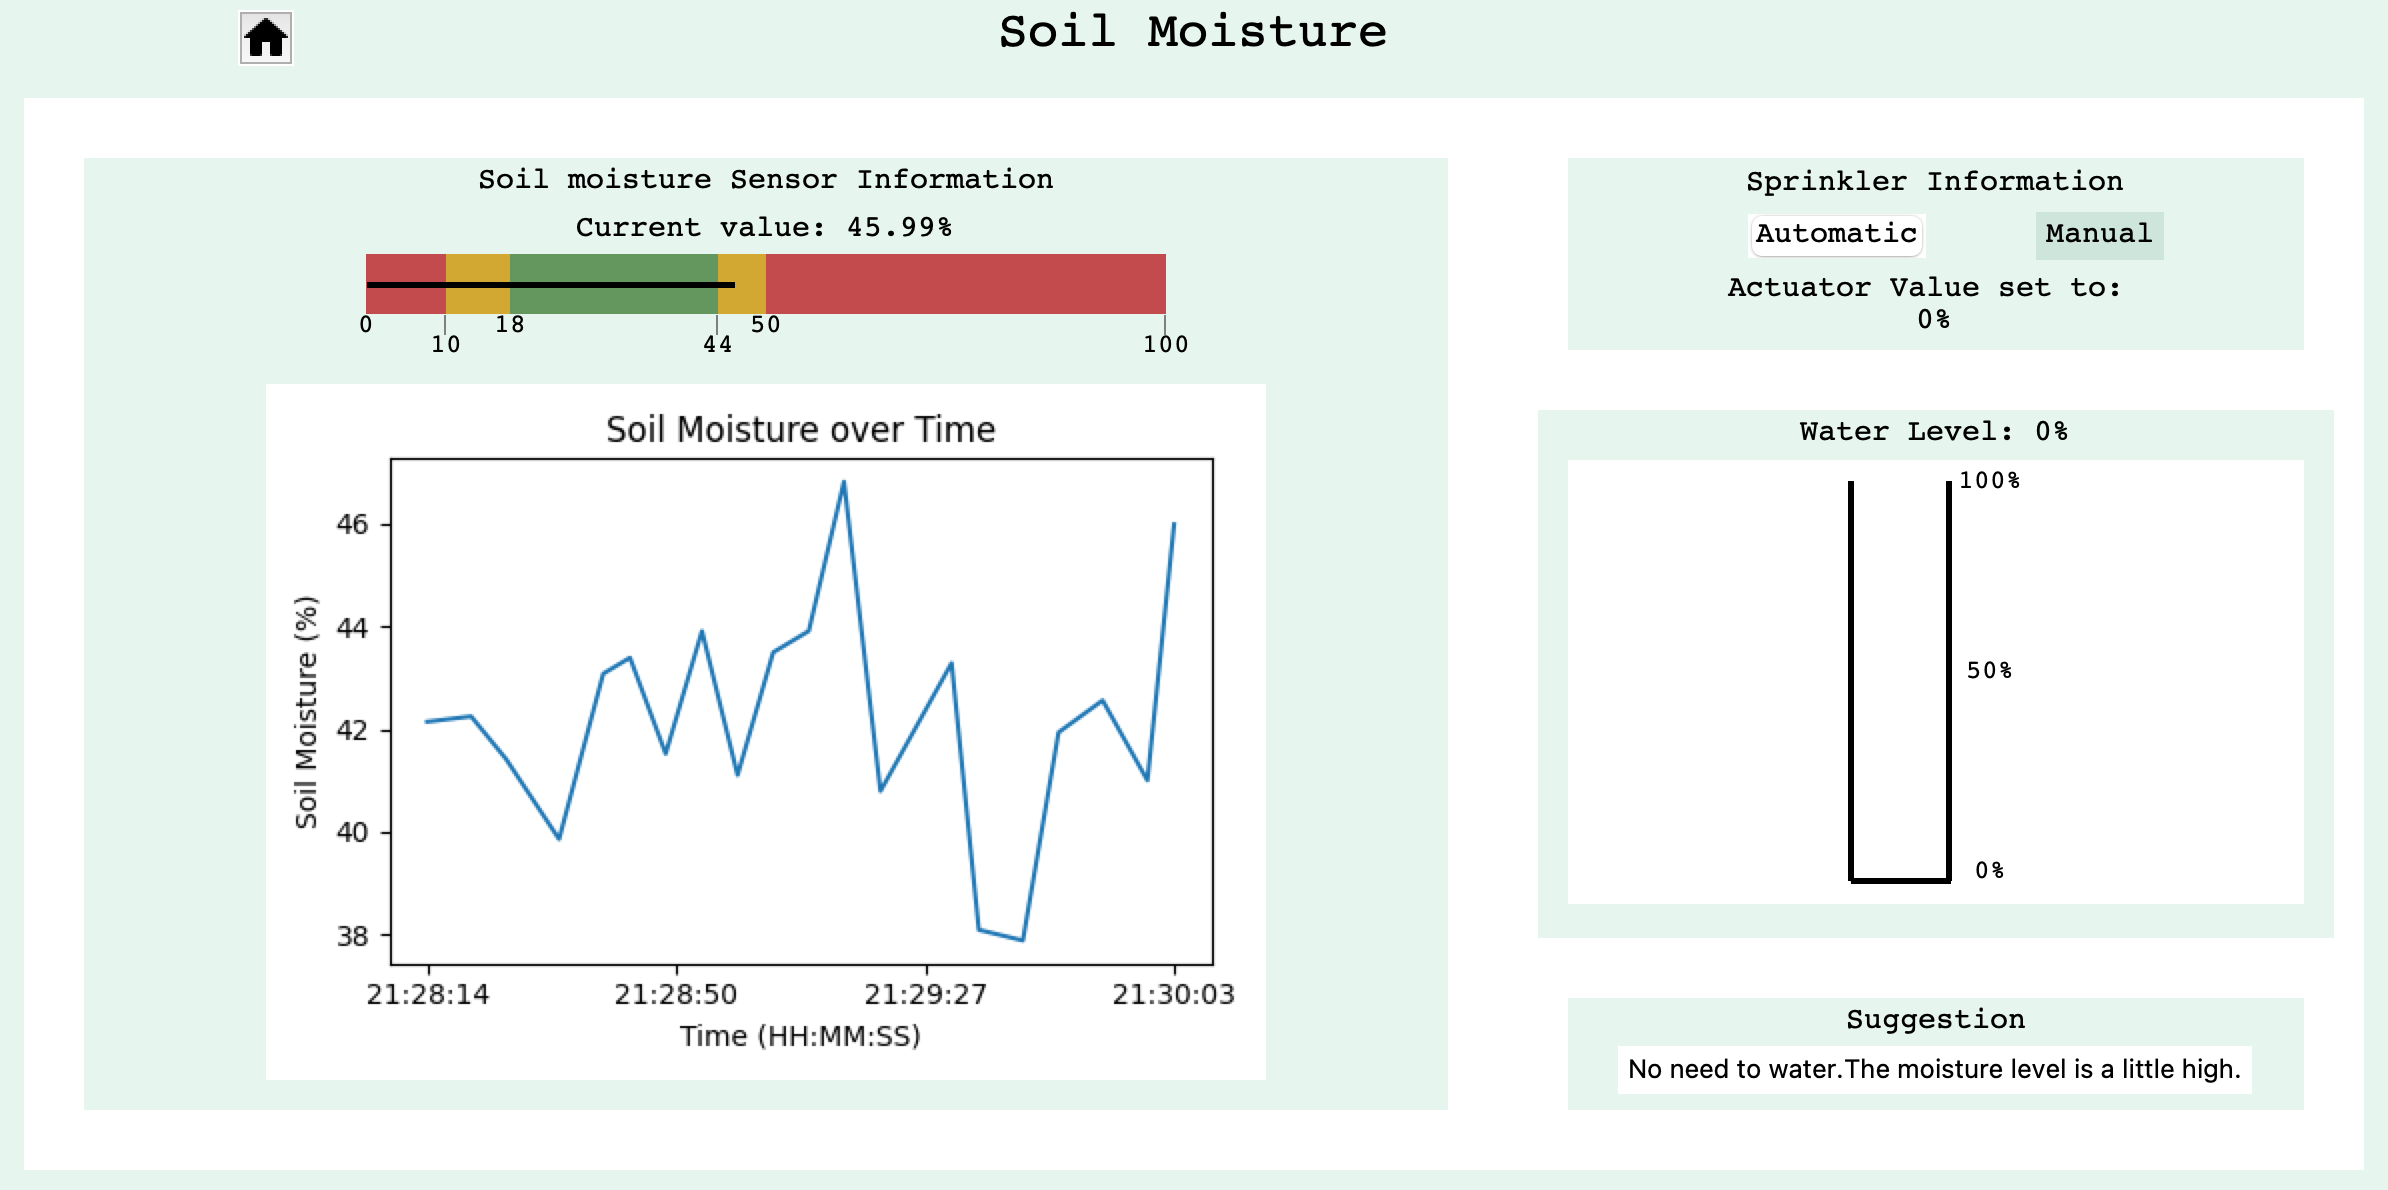 Soil Moisture
Soil moisture Sensor Information
Current value: 45.99%
0 18 50
10 44 100
Soil Moisture over Time
46
44
42
40
38
Soil Moisture (%)
21:28:14 21:28:50 21:29:27 21:30:03
Time (HH:MM:SS)
Sprinkler Information
Automatic Manual
Actuator Value set to:
0%
Water Level: 0%
100%
50%
0%
Suggestion
No need to water.The moisture level is a little high.